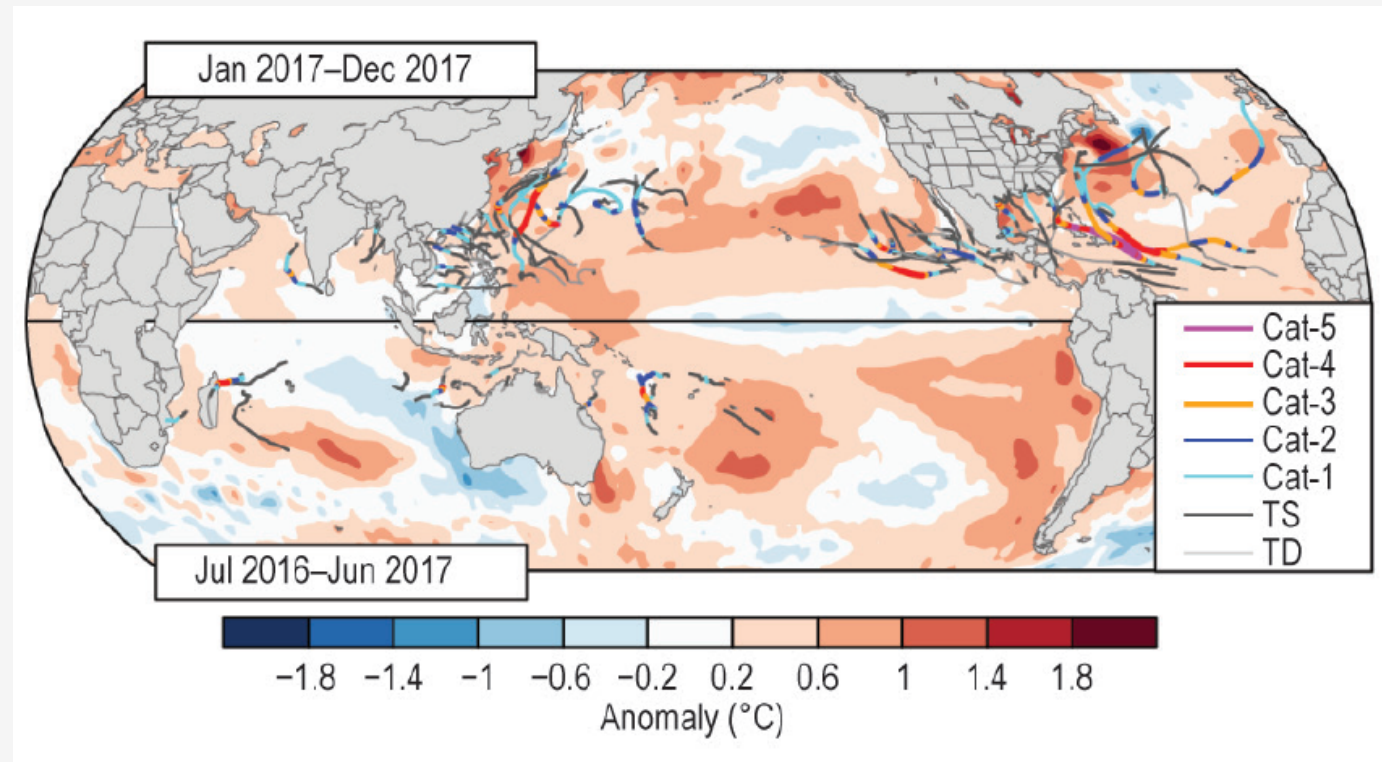 Jan 2017–Dec 2017
Cat-5
Cat-4
Cat-3
Cat-2
Cat-1
TS
TD
Jul 2016–Jun 2017
−1.8 −1.4 −1 −0.6 −0.2 0.2 0.6 1 1.4 1.8
Anomaly (°C)